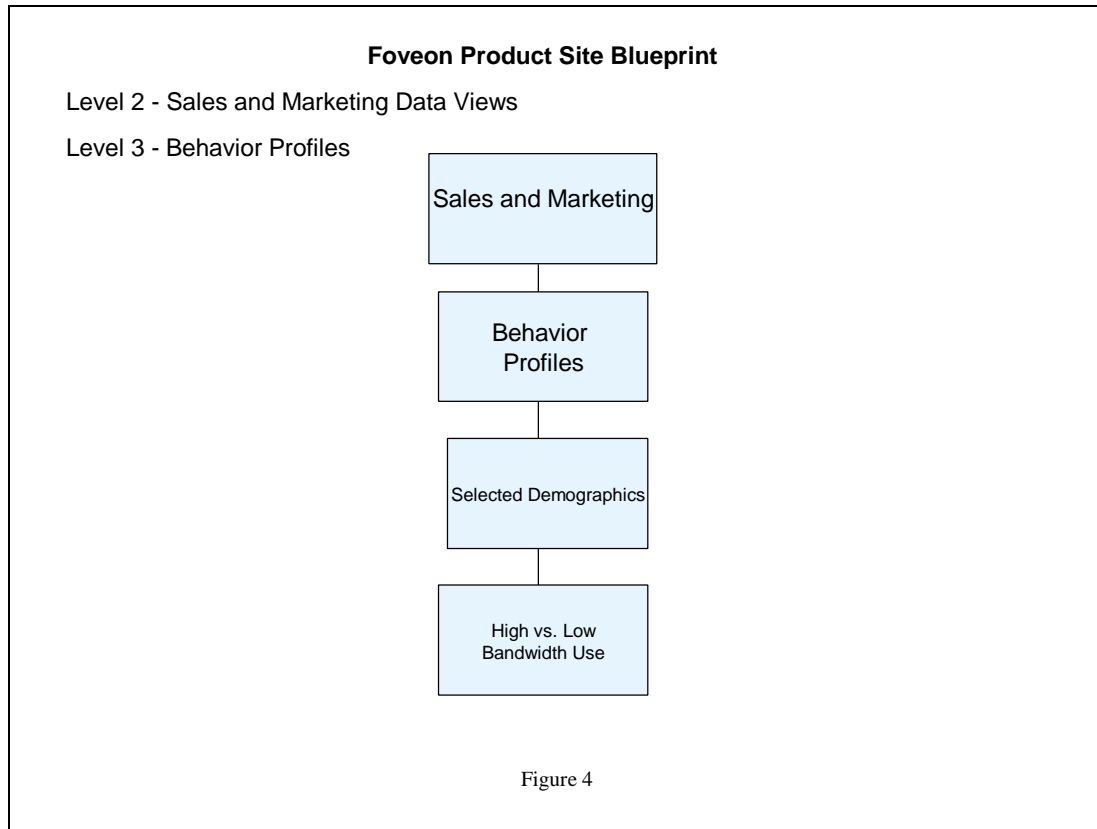 Foveon Product Site Blueprint
Level 2 - Sales and Marketing Data Views
Level 3 - Behavior Profiles
Sales and Marketing
Behavior
Profiles
Selected Demographics
High vs. Low
Bandwidth Use
Figure 4